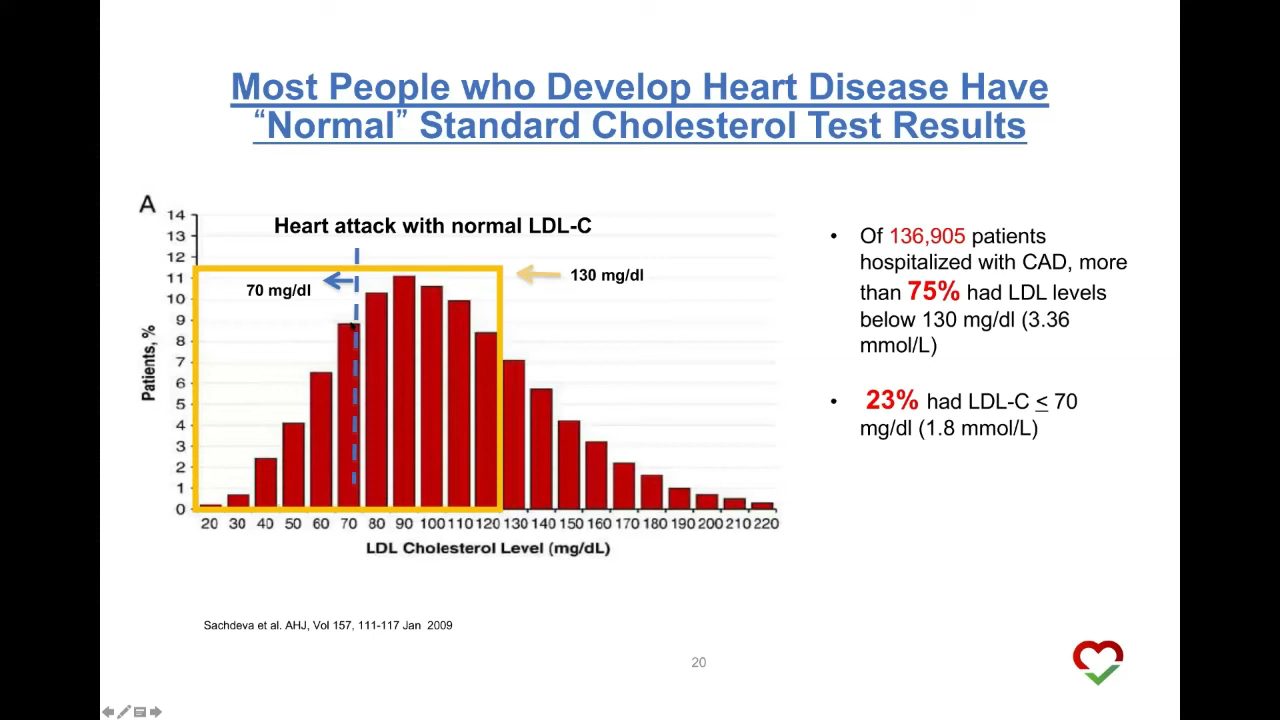 Most People who Develop Heart Disease Have
“Normal” Standard Cholesterol Test Results
A
14
13
12
11
10
9
8
7
6
5
4
3
2
1
0
Patients, %
Heart attack with normal LDL-C
70 mg/dl
130 mg/dl
20 30 40 50 60 70 80 90 100 110 120 130 140 150 160 170 180 190 200 210 220
LDL Cholesterol Level (mg/dL)
• Of 136,905 patients
hospitalized with CAD, more
than 75% had LDL levels
below 130 mg/dl (3.36
mmol/L)
• 23% had LDL-C ≤ 70
mg/dl (1.8 mmol/L)
Sachdeva et al. AHJ, Vol 157, 111-117 Jan 2009
20